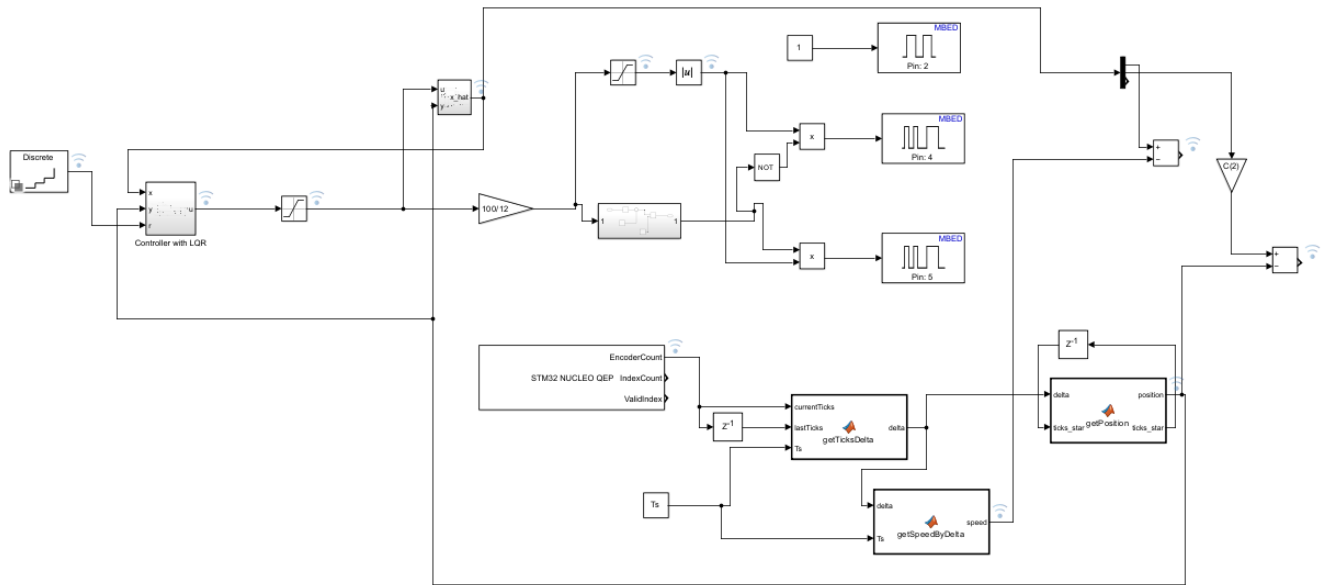 MBED
1
Pin: 2
|u|
u
x_hat
y
MBED
x
Pin: 4
NOT
C(2)
Discrete
x
y
u
r
Controller with LQR
100/12
1
1
MBED
x
Pin: 5
+
−
+
−
EncoderCount
STM32 NUCLEO QEP
IndexCount
ValidIndex
Z-1
currentTicks
lastTicks
Ts
delta
getTicksDelta
Z-1
delta
position
ticks_star
ticks_star
getPosition
Ts
delta
Ts
speed
getSpeedByDelta